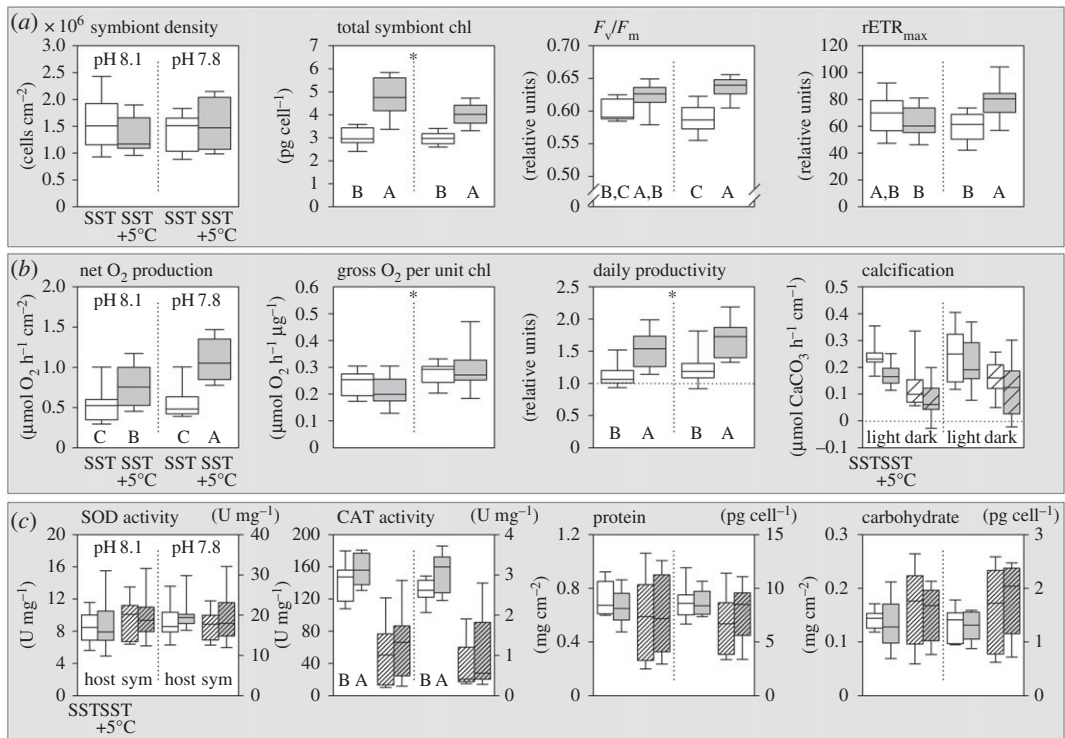 (a) × 10⁶ symbiont density total symbiont chl Fᵥ/Fₘ rETRₘₐₓ
pH 8.1 pH 7.8
(cells cm⁻²)
3.0
2.5
2.0
1.5
1.0
0.5
0
SST SST +5°C SST SST +5°C
(pg cell⁻¹)
7
6
5
4
3
2
1
0
*
B A B A
(relative units)
0.70
0.65
0.60
0.55
0.50
0
B,C A,B C A
(relative units)
120
100
80
60
40
20
0
A,B B B A
(b) net O₂ production gross O₂ per unit chl daily productivity calcification
pH 8.1 pH 7.8
(µmol O₂ h⁻¹ cm⁻²)
2.0
1.5
1.0
0.5
0
C B C A
SST SST +5°C SST SST +5°C
(µmol O₂ h⁻¹ µg⁻¹)
0.6
0.5
0.4
0.3
0.2
0.1
0
*
(relative units)
2.5
2.0
1.5
1.0
0.5
0
*
B A B A
(µmol CaCO₃ h⁻¹ cm⁻¹)
0.5
0.4
0.3
0.2
0.1
0
−0.1
light dark light dark
SSTSST
+5°C
(c) SOD activity (U mg⁻¹) CAT activity (U mg⁻¹) protein (pg cell⁻¹) carbohydrate (pg cell⁻¹)
pH 8.1 pH 7.8
(U mg⁻¹)
20
16
12
8
4
0
40
30
20
10
0
host sym host sym
SSTSST
+5°C
(U mg⁻¹)
200
160
120
80
40
0
4
3
2
1
0
B A B A
(mg cm⁻²)
1.2
0.8
0.4
0
15
10
5
0
(mg cm⁻²)
0.3
0.2
0.1
0
3
2
1
0